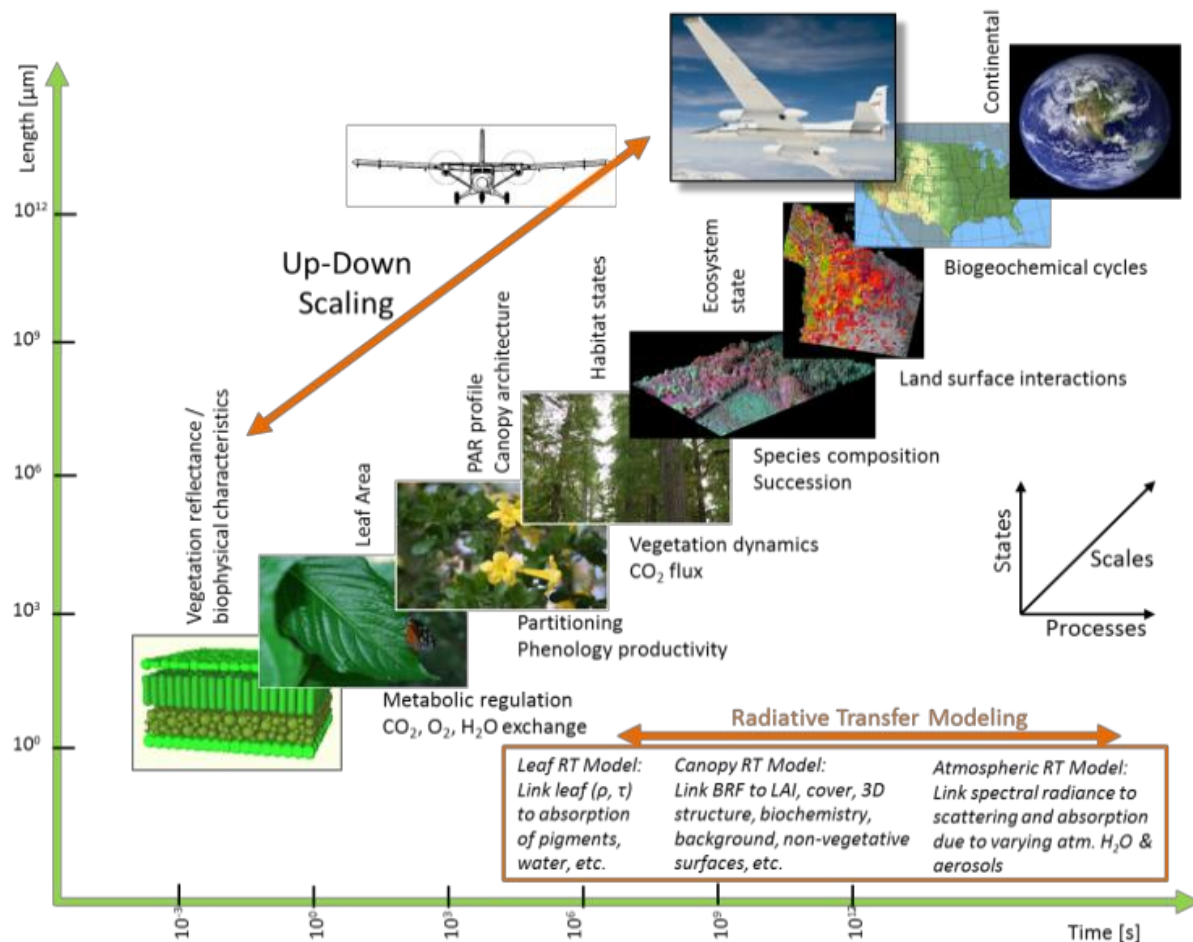 Length [µm]
10¹²
10⁹
10⁶
10³
10⁰
Up-Down
Scaling
Vegetation reflectance /
biophysical characteristics
Leaf Area
PAR profile
Canopy architecture
Habitat states
Ecosystem
state
Continental
Biogeochemical cycles
Land surface interactions
Species composition
Succession
Vegetation dynamics
CO₂ flux
Partitioning
Phenology productivity
Metabolic regulation
CO₂, O₂, H₂O exchange
States
Scales
Processes
Radiative Transfer Modeling
Leaf RT Model:
Link leaf (ρ, τ)
to absorption
of pigments,
water, etc.
Canopy RT Model:
Link BRF to LAI, cover, 3D
structure, biochemistry,
background, non-vegetative
surfaces, etc.
Atmospheric RT Model:
Link spectral radiance to
scattering and absorption
due to varying atm. H₂O &
aerosols
10⁻³
10⁰
10³
10⁶
10⁹
10¹²
Time [s]